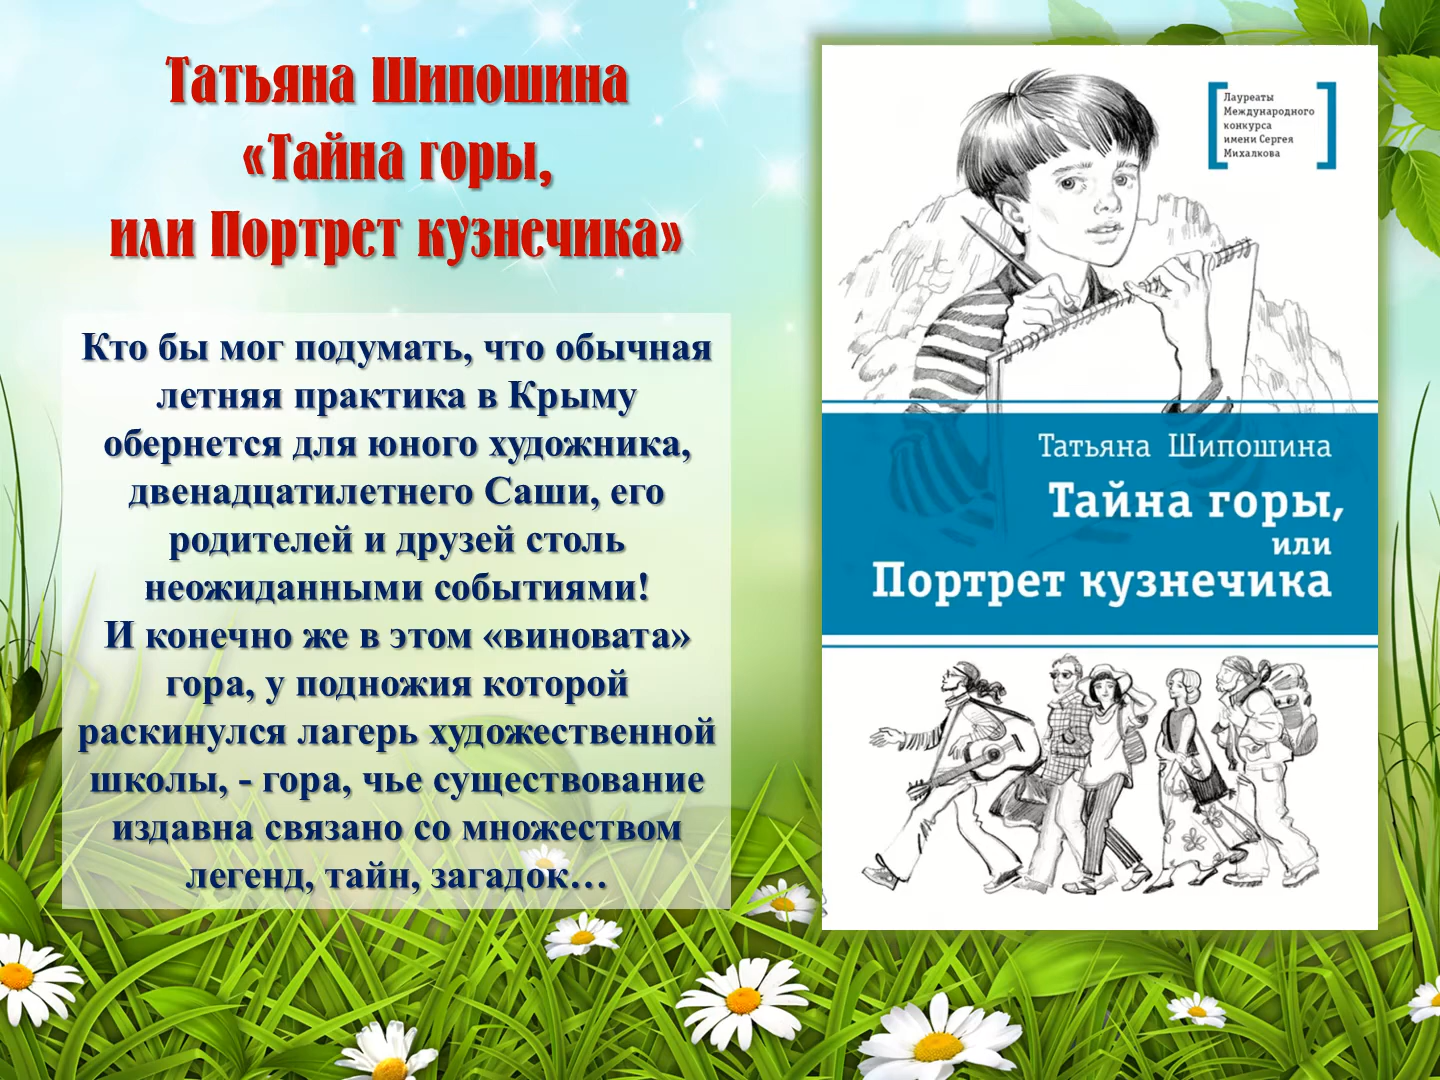 Татьяна Шипошина
«Тайна горы,
или Портрет кузнечика»
Кто бы мог подумать, что обычная
летняя практика в Крыму
обернется для юного художника,
двенадцатилетнего Саши, его
родителей и друзей столь
неожиданными событиями!
И конечно же в этом «виновата»
гора, у подножия которой
раскинулся лагерь художественной
школы, - гора, чье существование
издавна связано со множеством
легенд, тайн, загадок…
Лауреаты
Международного
конкурса
имени Сергея
Михалкова
Татьяна Шипошина
Тайна горы,
или
Портрет кузнечика